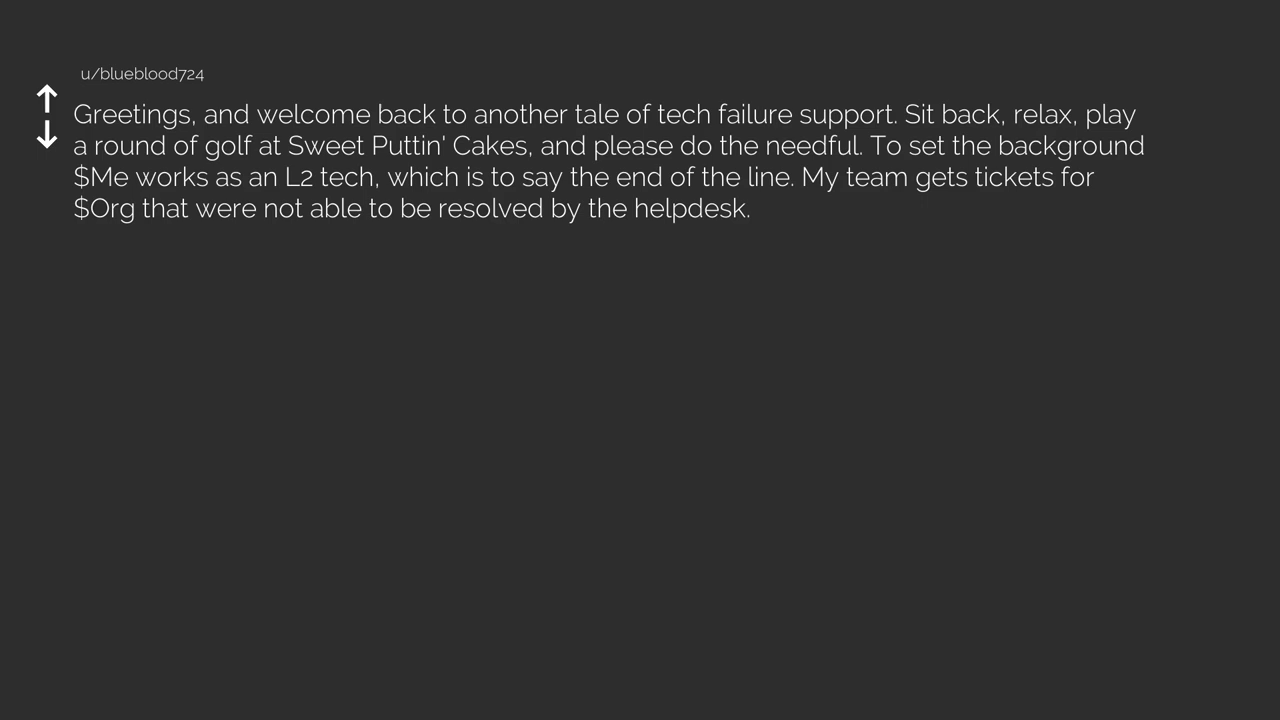 u/blueblood724
Greetings, and welcome back to another tale of tech failure support. Sit back, relax, play
a round of golf at Sweet Puttin' Cakes, and please do the needful. To set the background
$Me works as an L2 tech, which is to say the end of the line. My team gets tickets for
$Org that were not able to be resolved by the helpdesk.